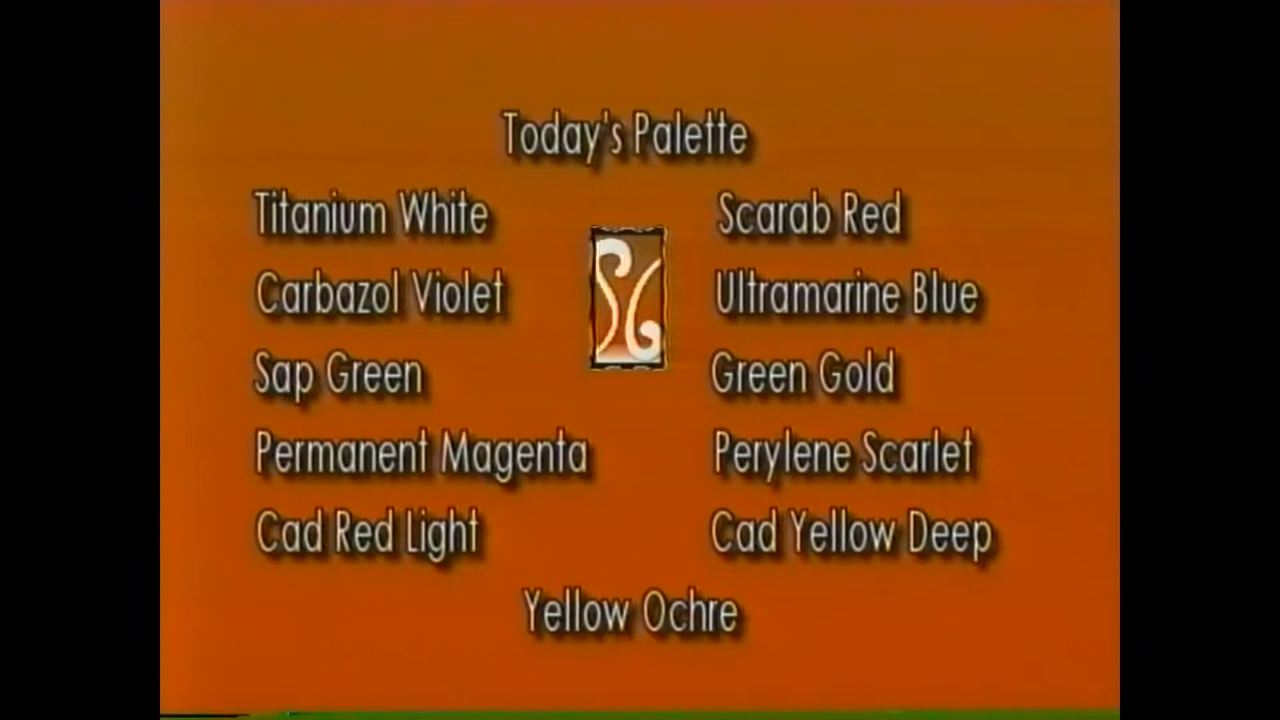 Today's Palette
Titanium White
Scarab Red
Carbazol Violet
Ultramarine Blue
Sap Green
Green Gold
Permanent Magenta
Perylene Scarlet
Cad Red Light
Cad Yellow Deep
Yellow Ochre